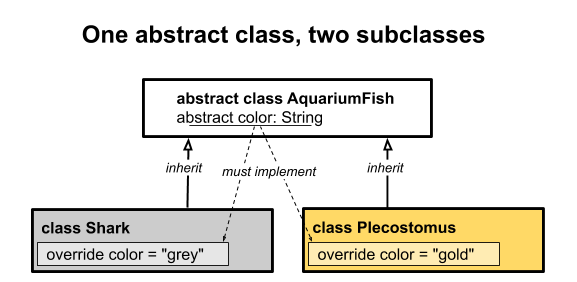 One abstract class, two subclasses
abstract class AquariumFish
abstract color: String
inherit
must implement
inherit
class Shark
override color = "grey"
class Plecostomus
override color = "gold"